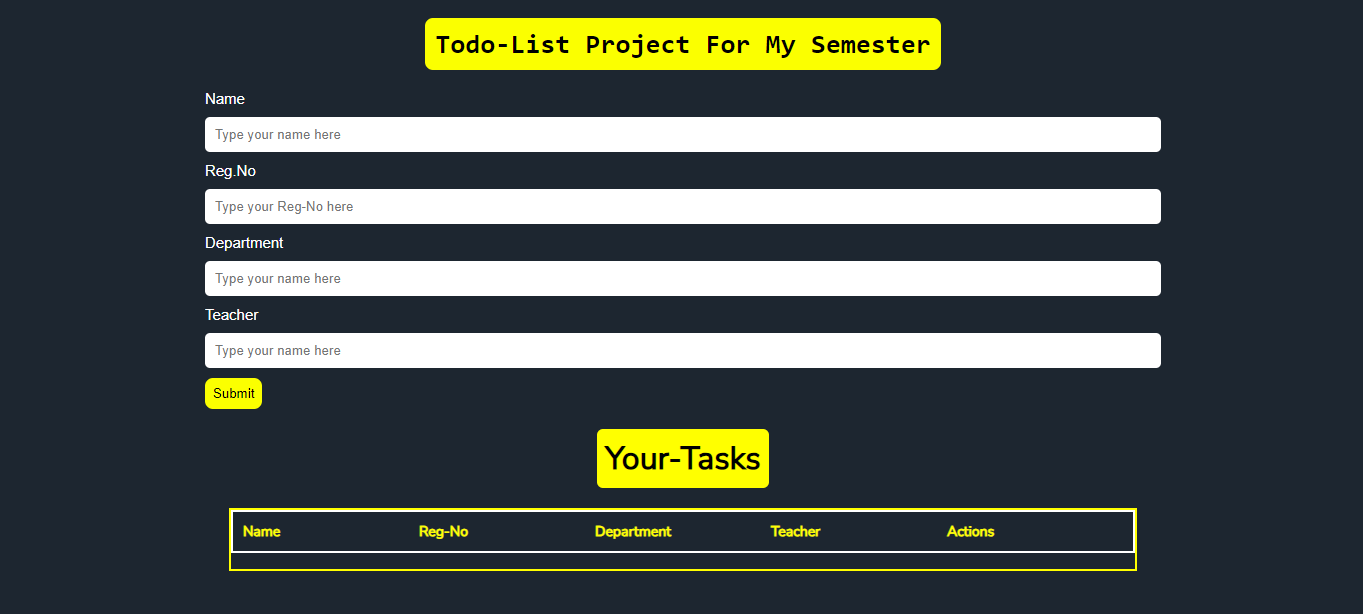 Todo-List Project For My Semester
Name
Type your name here
Reg.No
Type your Reg-No here
Department
Type your name here
Teacher
Type your name here
Submit
Your-Tasks
Name Reg-No Department Teacher Actions